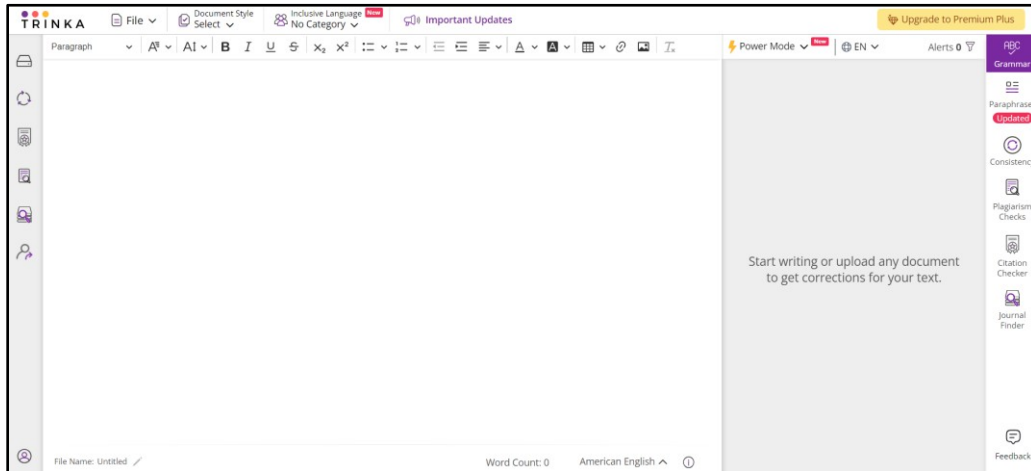 TRINKA
File
Document Style
Select
Inclusive Language New
No Category
Important Updates
Upgrade to Premium Plus
Paragraph
B I U S X₂ X²
Power Mode New
EN
Alerts 0
ABC
Grammar
Paraphrase
Updated
Consistenc
Plagiarism
Checks
Citation
Checker
Journal
Finder
Start writing or upload any document
to get corrections for your text.
Feedback
File Name: Untitled
Word Count: 0
American English